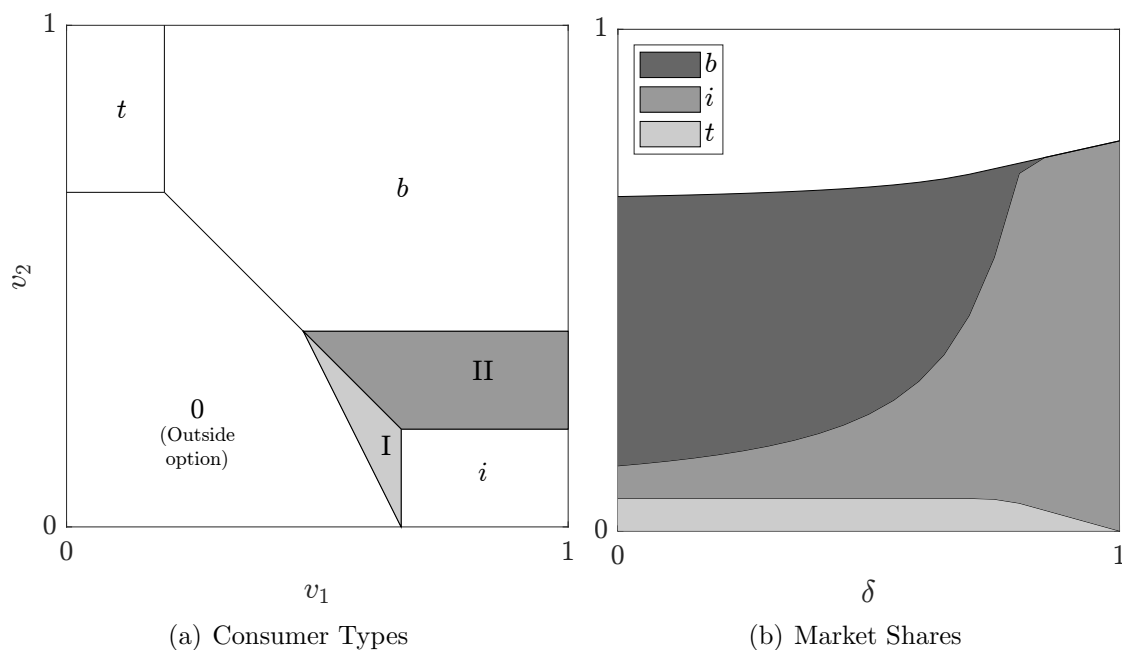 1
t
b
v2
II
0
(Outside
option)
I
i
0
0
1
v1
(a) Consumer Types
1
b
i
t
0
0
1
δ
(b) Market Shares